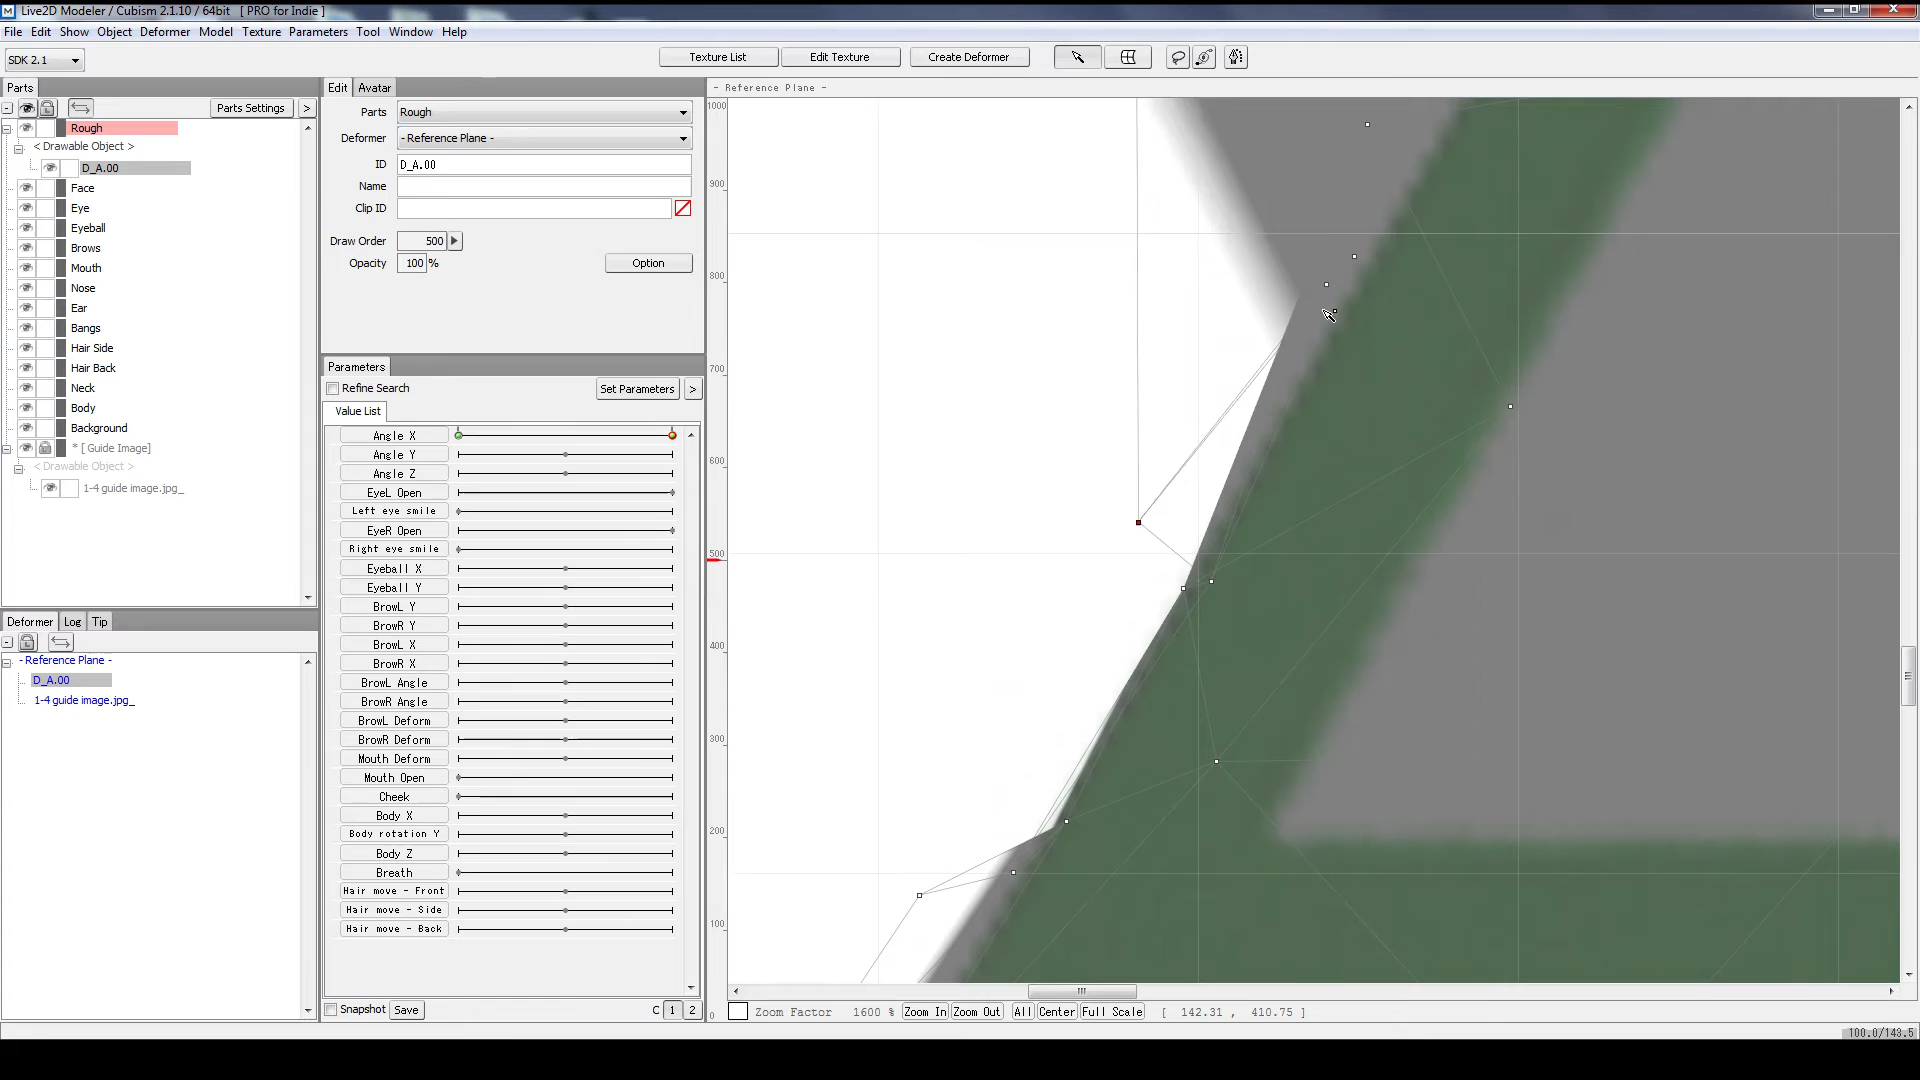 Live2D Modeler / Cubism 2.1.10 / 64bit   [ PRO for Indie ]
File Edit Show Object Deformer Model Texture Parameters Tool Window Help
SDK 2.1
Texture List
Edit Texture
Create Deformer
Parts
Parts Settings
>
Rough
< Drawable Object >
D_A.00
Face
Eye
Eyeball
Brows
Mouth
Nose
Ear
Bangs
Hair Side
Hair Back
Neck
Body
Background
* [ Guide Image]
< Drawable Object >
1-4 guide image.jpg_
Deformer Log Tip
- Reference Plane -
D_A.00
1-4 guide image.jpg_
Edit Avatar
Parts Rough
Deformer - Reference Plane -
ID D_A.00
Name
Clip ID
Draw Order 500
Opacity 100 %
Option
Parameters
Refine Search
Set Parameters
>
Value List
Angle X
Angle Y
Angle Z
EyeL Open
Left eye smile
EyeR Open
Right eye smile
Eyeball X
Eyeball Y
BrowL Y
BrowR Y
BrowL X
BrowR X
BrowL Angle
BrowR Angle
BrowL Deform
BrowR Deform
Mouth Deform
Mouth Open
Cheek
Body X
Body rotation Y
Body Z
Breath
Hair move - Front
Hair move - Side
Hair move - Back
Snapshot
Save
C 1 2
- Reference Plane -
1000
900
800
700
600
500
400
300
200
100
0
Zoom Factor 1600 %
Zoom In
Zoom Out
All
Center
Full Scale
[ 142.31 , 410.75 ]
100.0/143.5